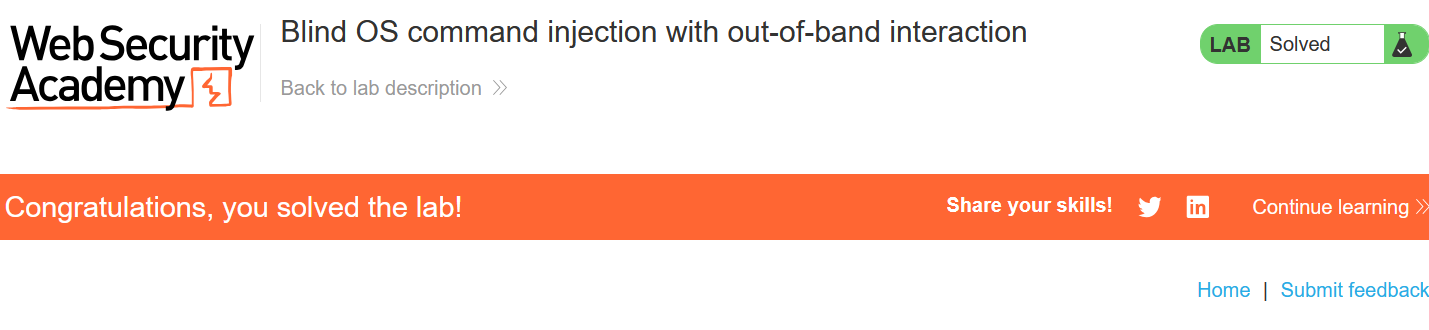 Web Security
Academy
Blind OS command injection with out-of-band interaction
Back to lab description
LAB Solved
Congratulations, you solved the lab!
Share your skills!
in
Continue learning
Home | Submit feedback